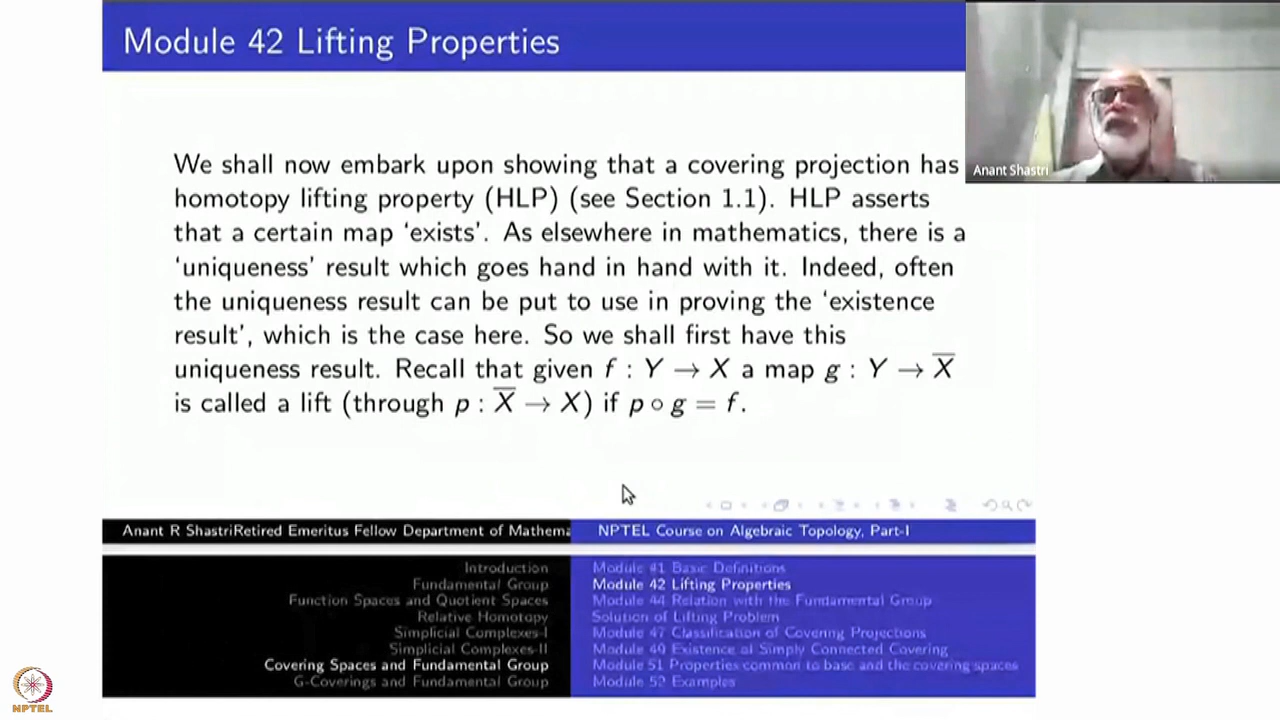 Module 42 Lifting Properties
Anant Shastri
We shall now embark upon showing that a covering projection has
homotopy lifting property (HLP) (see Section 1.1). HLP asserts
that a certain map ‘exists’. As elsewhere in mathematics, there is a
‘uniqueness’ result which goes hand in hand with it. Indeed, often
the uniqueness result can be put to use in proving the ‘existence
result’, which is the case here. So we shall first have this
uniqueness result. Recall that given f : Y → X a map g : Y → X̅
is called a lift (through p : X̅ → X) if p ∘ g = f.
Anant R ShastriRetired Emeritus Fellow Department of Mathema
NPTEL Course on Algebraic Topology, Part-I
Introduction
Fundamental Group
Function Spaces and Quotient Spaces
Relative Homotopy
Simplicial Complexes-I
Simplicial Complexes-II
Covering Spaces and Fundamental Group
G-Coverings and Fundamental Group
Module 41 Basic Definitions
Module 42 Lifting Properties
Module 44 Relation with the Fundamental Group
Solution of Lifting Problem
Module 47 Classification of Covering Projections
Module 49 Existence of Simply Connected Covering
Module 51 Properties common to base and the covering spaces
Module 52 Examples
NPTEL